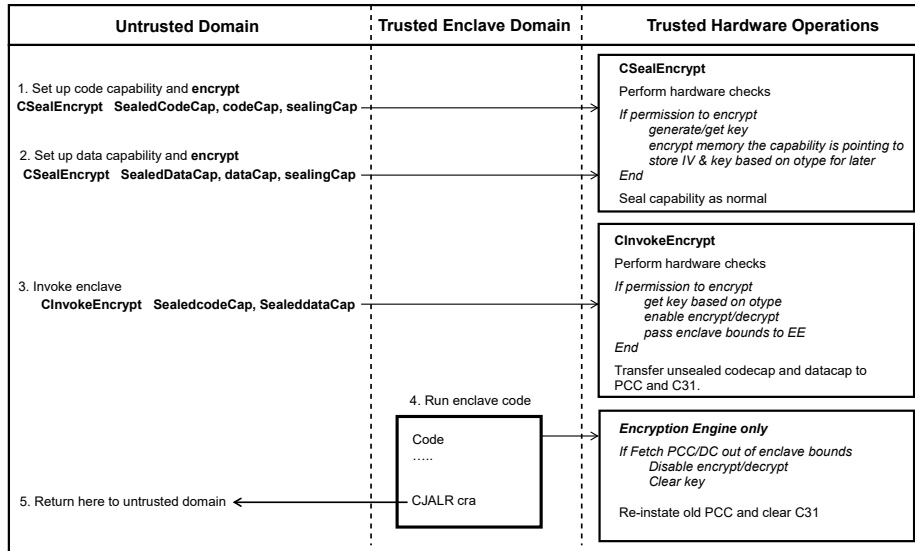 Untrusted Domain
Trusted Enclave Domain
Trusted Hardware Operations
1. Set up code capability and encrypt
CSealEncrypt SealedCodeCap, codeCap, sealingCap
2. Set up data capability and encrypt
CSealEncrypt SealedDataCap, dataCap, sealingCap
CSealEncrypt
Perform hardware checks
If permission to encrypt
generate/get key
encrypt memory the capability is pointing to
store IV & key based on otype for later
End
Seal capability as normal
3. Invoke enclave
CInvokeEncrypt SealedcodeCap, SealeddataCap
CInvokeEncrypt
Perform hardware checks
If permission to encrypt
get key based on otype
enable encrypt/decrypt
pass enclave bounds to EE
End
Transfer unsealed codecap and datacap to
PCC and C31.
4. Run enclave code
Code
.....
CJALR cra
Encryption Engine only
If Fetch PCC/DC out of enclave bounds
Disable encrypt/decrypt
Clear key
Re-instate old PCC and clear C31
5. Return here to untrusted domain